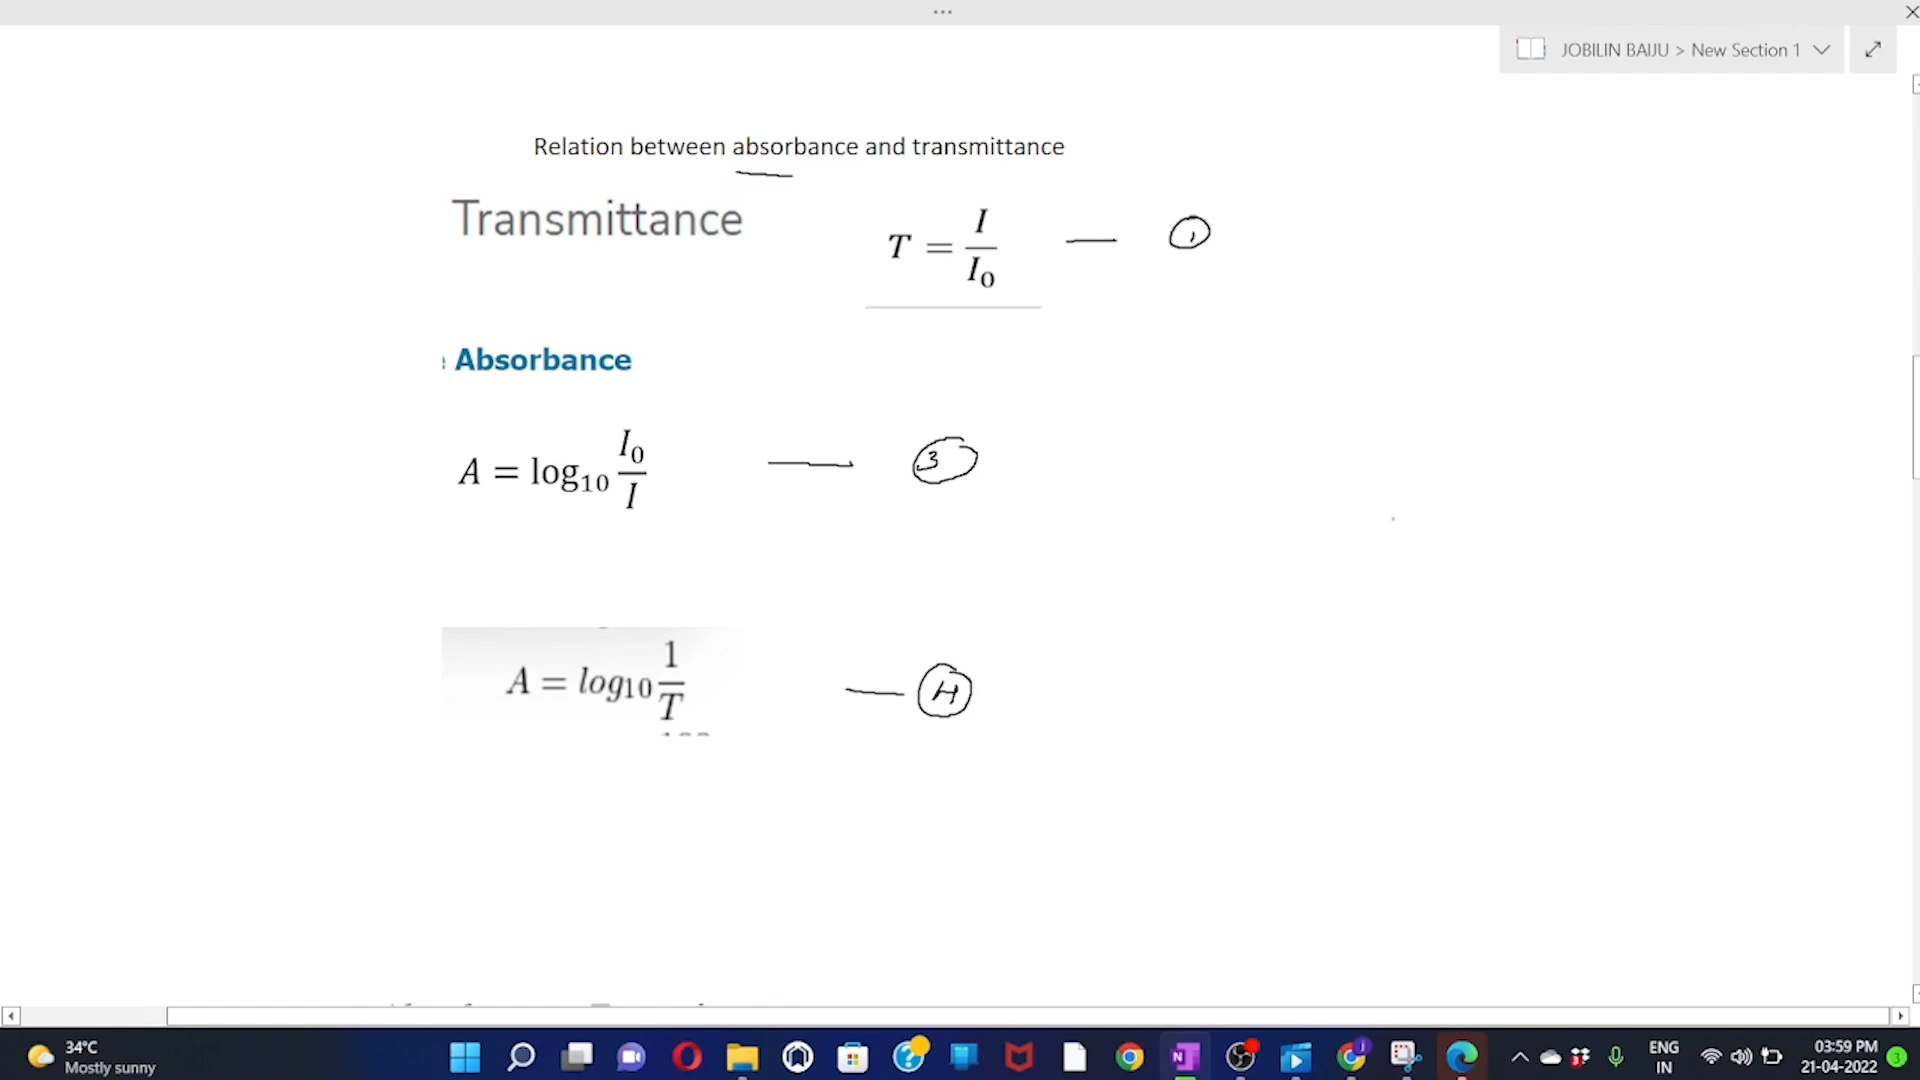 JOBILIN BAIJU > New Section 1
Relation between absorbance and transmittance
Transmittance
T = I / I₀ — ①
Absorbance
A = log₁₀ I₀ / I — ③
A = log₁₀ 1 / T — ④
34°C
Mostly sunny
ENG
IN
03:59 PM
21-04-2022
3